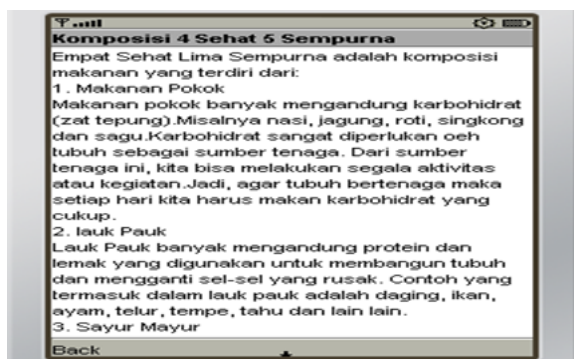 Komposisi 4 Sehat 5 Sempurna
Empat Sehat Lima Sempurna adalah komposisi
makanan yang terdiri dari:
1. Makanan Pokok
Makanan pokok banyak mengandung karbohidrat
(zat tepung).Misalnya nasi, jagung, roti, singkong
dan sagu.Karbohidrat sangat diperlukan oeh
tubuh sebagai sumber tenaga. Dari sumber
tenaga ini, kita bisa melakukan segala aktivitas
atau kegiatan.Jadi, agar tubuh bertenaga maka
setiap hari kita harus makan karbohidrat yang
cukup.
2. lauk Pauk
Lauk Pauk banyak mengandung protein dan
lemak yang digunakan untuk membangun tubuh
dan mengganti sel-sel yang rusak. Contoh yang
termasuk dalam lauk pauk adalah daging, ikan,
ayam, telur, tempe, tahu dan lain lain.
3. Sayur Mayur
Back